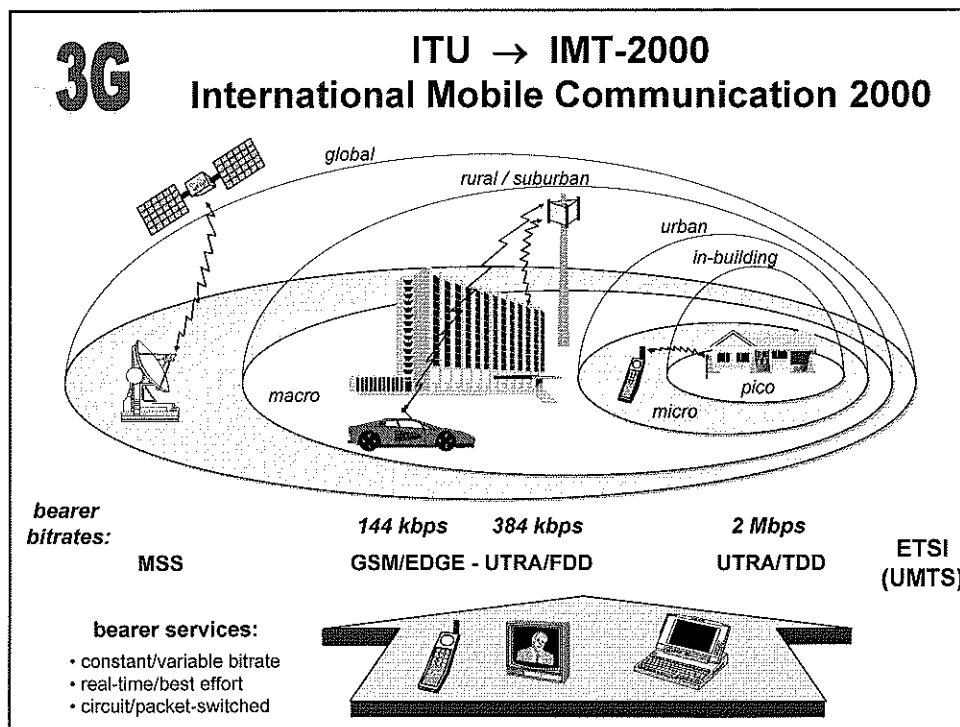 3G
ITU → IMT-2000
International Mobile Communication 2000
global
rural / suburban
urban
in-building
macro
micro
pico
bearer
bitrates:
144 kbps 384 kbps 2 Mbps
MSS GSM/EDGE - UTRA/FDD UTRA/TDD
ETSI
(UMTS)
bearer services:
• constant/variable bitrate
• real-time/best effort
• circuit/packet-switched